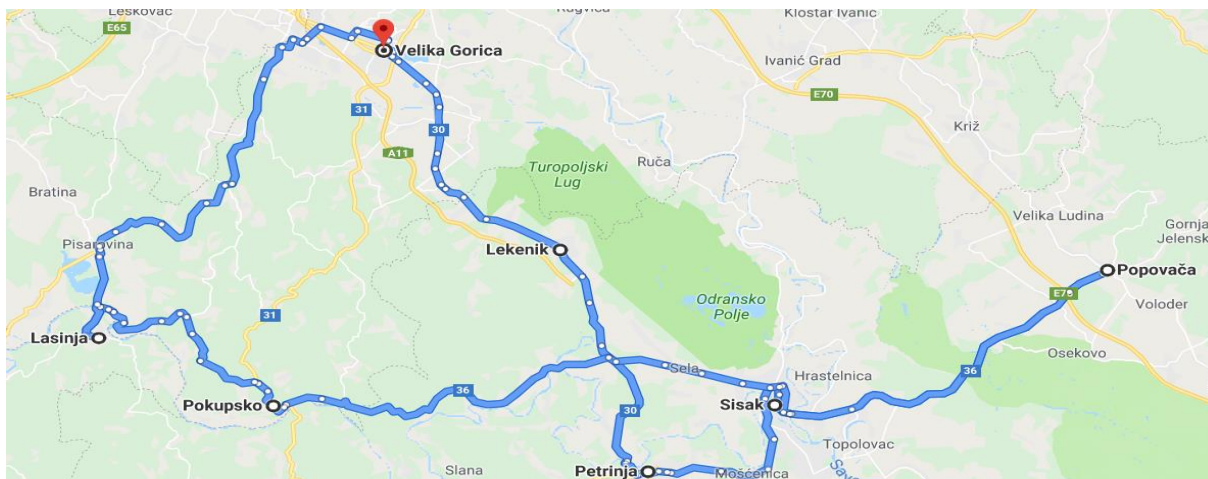 Leskovac
Rugvica
Kloštar Ivanić
E65
Velika Gorica
Ivanić Grad
E70
31
30
Križ
A11
Turopoljski
Lug
Ruča
Bratina
Velika Ludina
Gornja
Jelensk
Pisarovina
Lekenik
Popovača
E70
Voloder
Odransko
Polje
31
Lasinja
Osekovo
Sela
36
Hrastelnica
36
Pokupsko
30
Sisak
Topolovac
Slana
Petrinja
Mošćenica
Sava